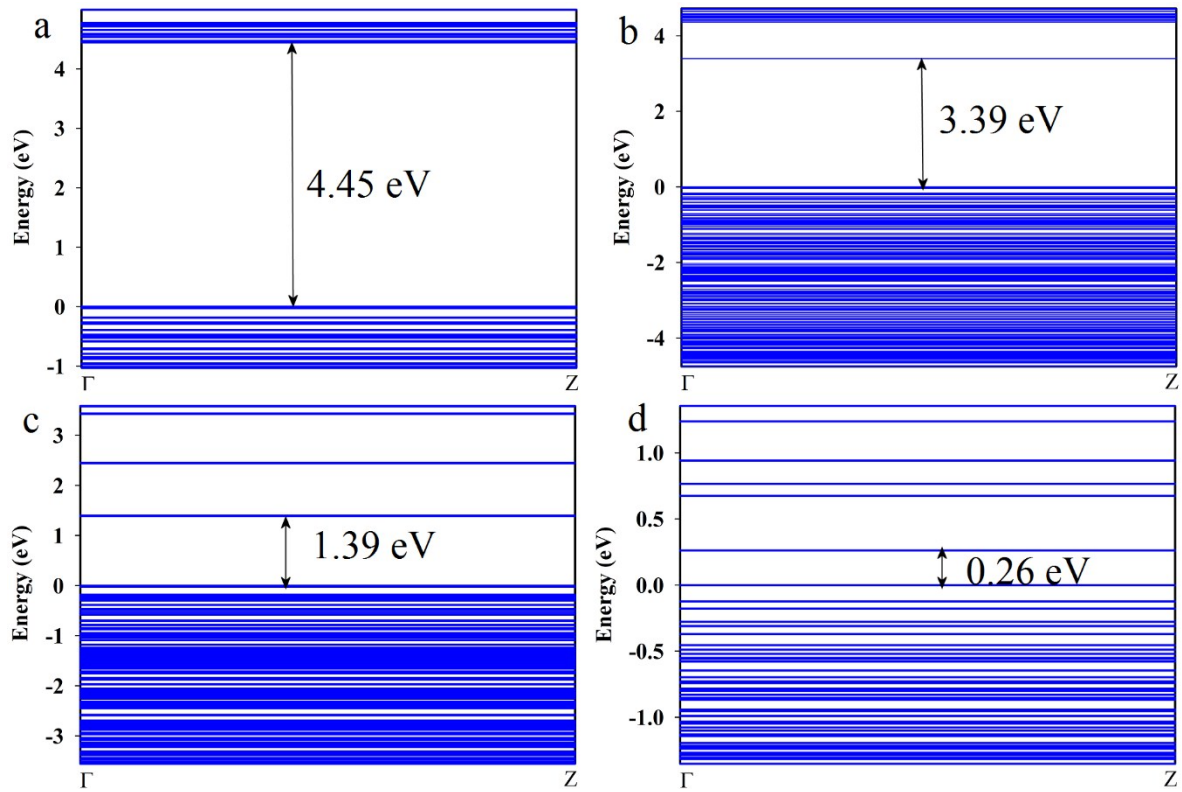 a
Energy (eV)
4
3
2
1
0
-1
4.45 eV
Γ
Z
b
Energy (eV)
4
2
0
-2
-4
3.39 eV
Γ
Z
c
Energy (eV)
3
2
1
0
-1
-2
-3
1.39 eV
Γ
Z
d
Energy (eV)
1.0
0.5
0.0
-0.5
-1.0
0.26 eV
Γ
Z